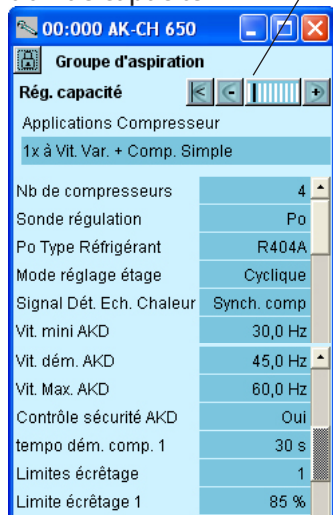 00:000 AK-CH 650
Groupe d'aspiration
Rég. capacité
Applications Compresseur
1x à Vit. Var. + Comp. Simple
Nb de compresseurs 4
Sonde régulation Po
Po Type Réfrigérant R404A
Mode réglage étage Cyclique
Signal Dét. Ech. Chaleur Synch. comp
Vit. mini AKD 30,0 Hz
Vit. dém. AKD 45,0 Hz
Vit. Max. AKD 60,0 Hz
Contrôle sécurité AKD Oui
tempo dém. comp. 1 30 s
Limites écrêtage 1
Limite écrêtage 1 85 %